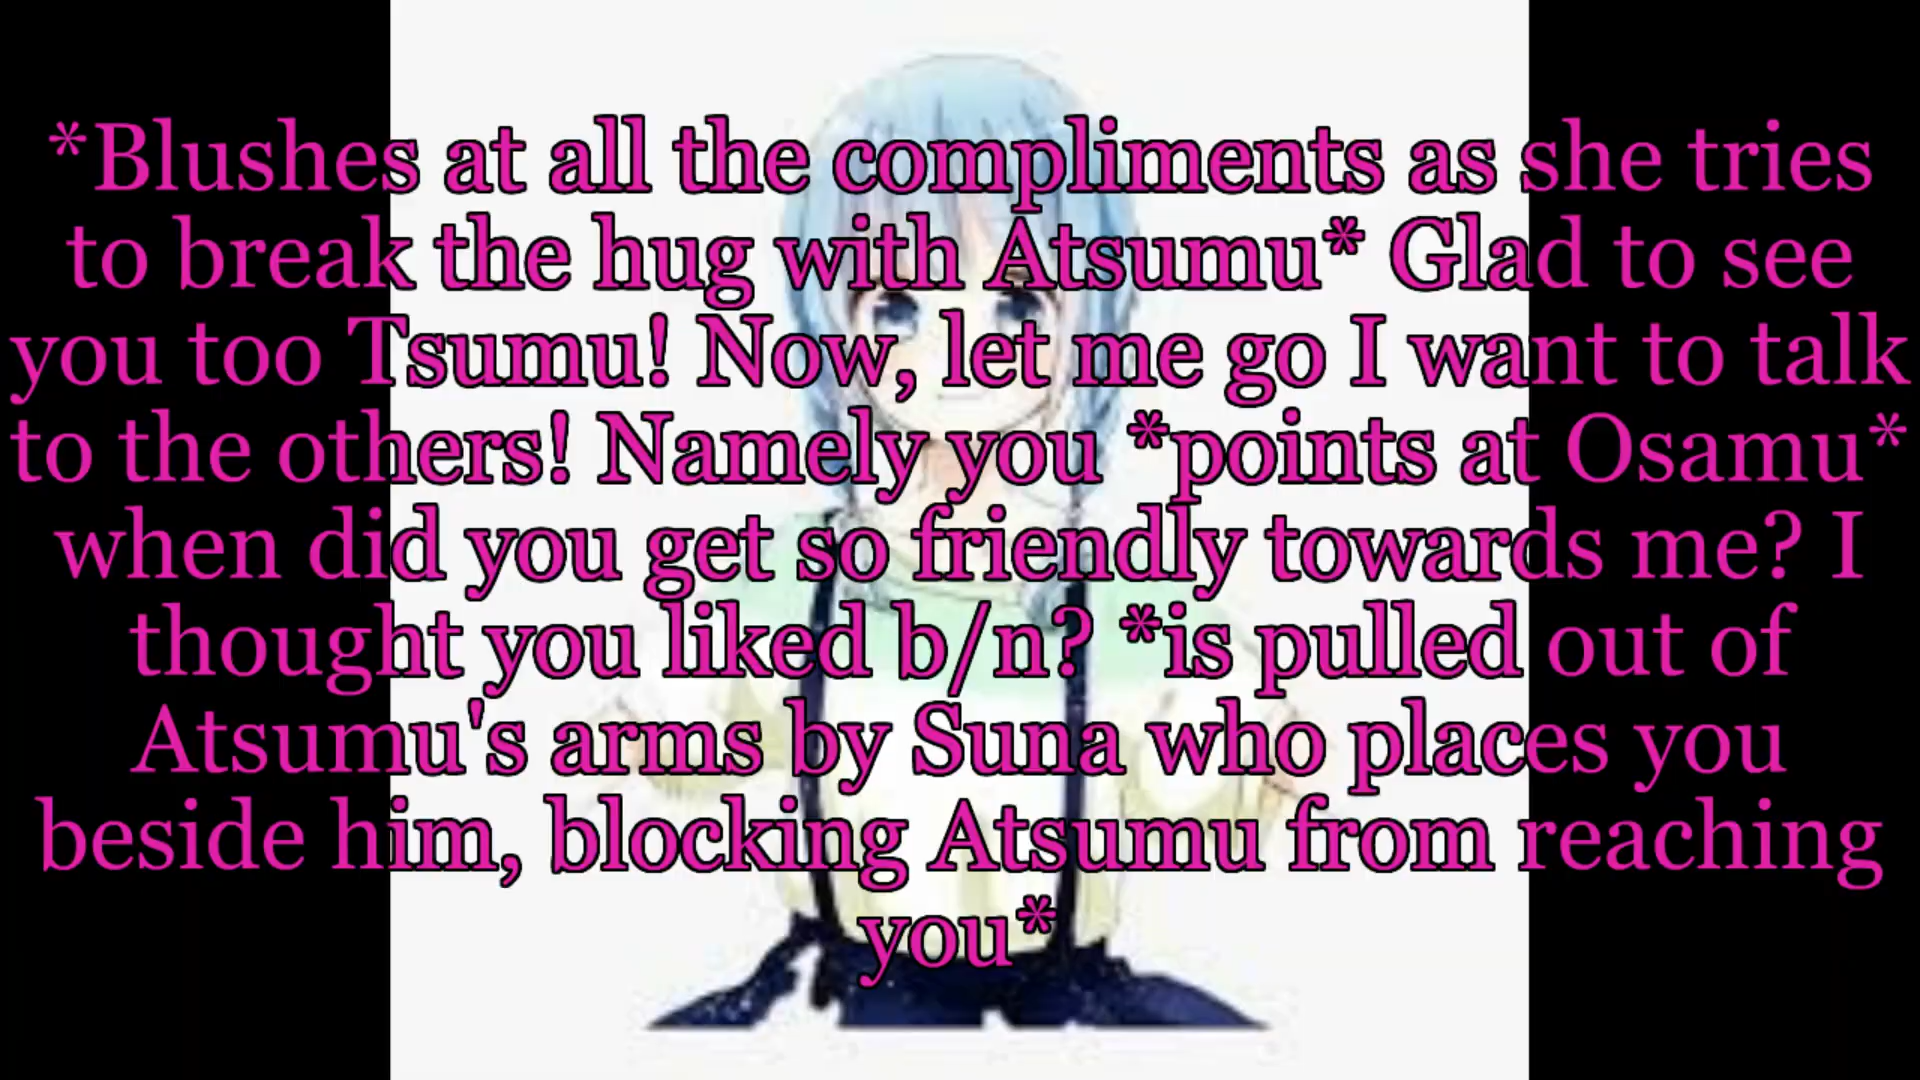 *Blushes at all the compliments as she tries
to break the hug with Atsumu* Glad to see
you too Tsumu! Now, let me go I want to talk
to the others! Namely you *points at Osamu*
when did you get so friendly towards me? I
thought you liked b/n? *is pulled out of
Atsumu's arms by Suna who places you
beside him, blocking Atsumu from reaching
you*